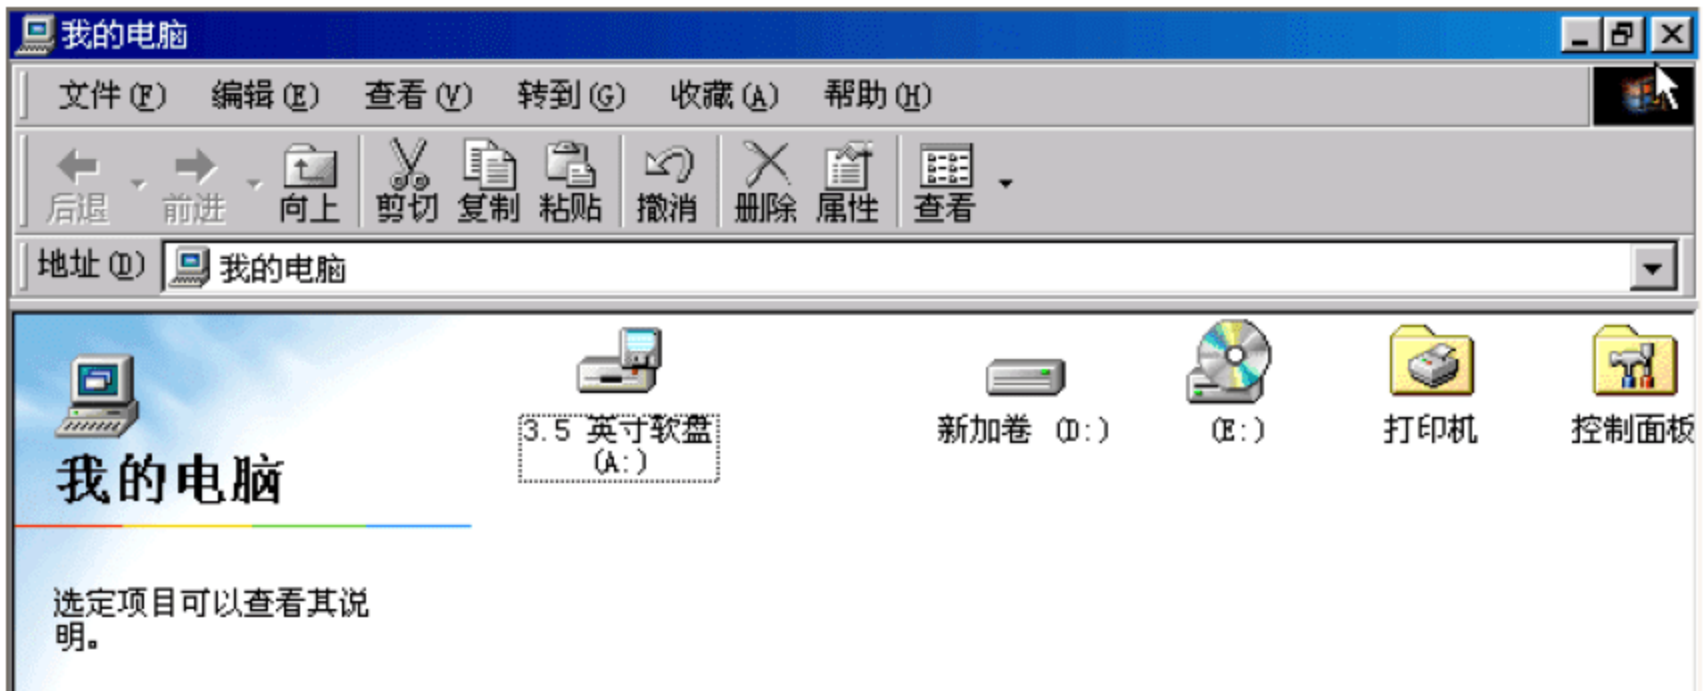 我的电脑
文件(F) 编辑(E) 查看(V) 转到(G) 收藏(A) 帮助(H)
后退 前进 向上 剪切 复制 粘贴 撤消 删除 属性 查看
地址(D) 我的电脑
3.5 英寸软盘
(A:)
新加卷 (D:)
(E:)
打印机
控制面板
我的电脑
选定项目可以查看其说
明。